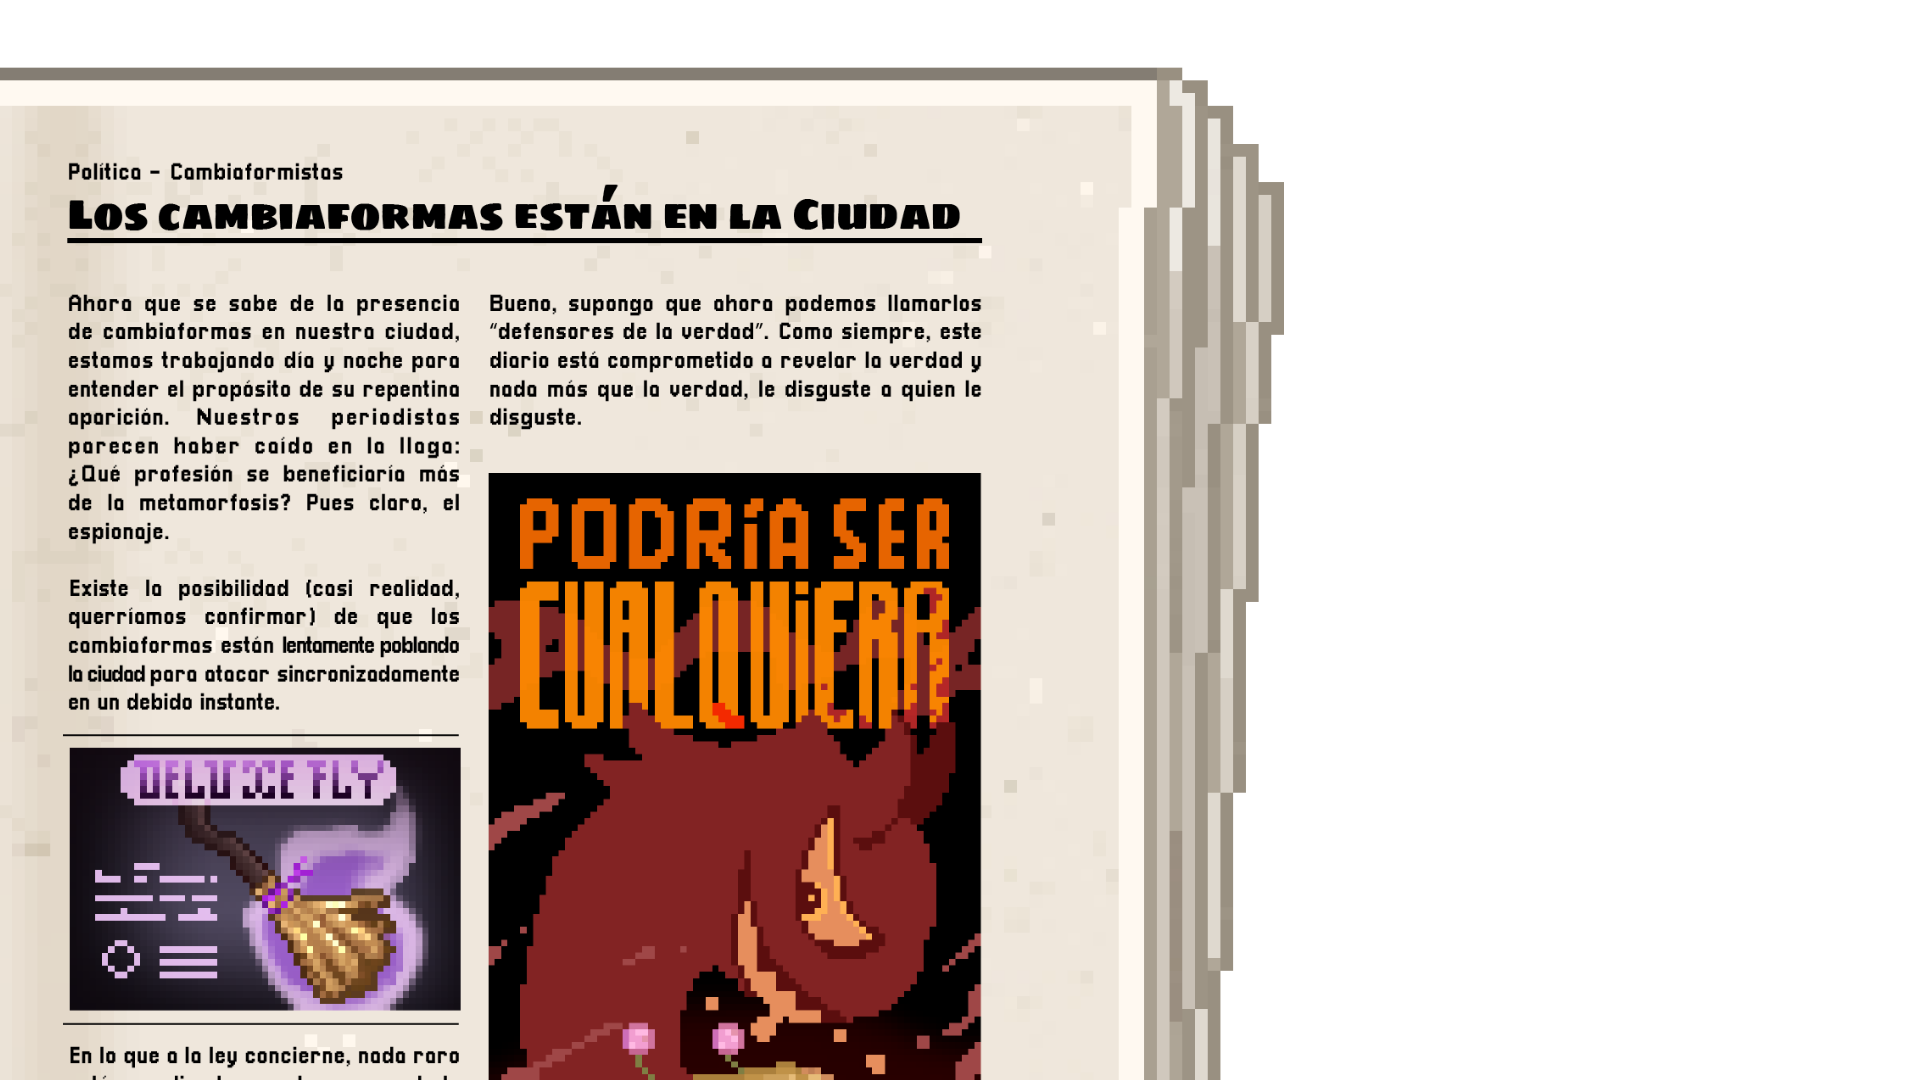 Política - Cambiaformistas
Los cambiaformas están en la Ciudad
Ahora que se sabe de la presencia
de cambiaformas en nuestra ciudad,
estamos trabajando día y noche para
entender el propósito de su repentina
aparición. Nuestros periodistas
parecen haber caído en la llaga:
¿Qué profesión se beneficiaría más
de la metamorfosis? Pues claro, el
espionaje.
Existe la posibilidad (casi realidad,
querríamos confirmar) de que los
cambiaformas están lentamente poblando
la ciudad para atacar sincronizadamente
en un debido instante.
DELUXE FLY
En lo que a la ley concierne, nada raro
Bueno, supongo que ahora podemos llamarlos
“defensores de la verdad”. Como siempre, este
diario está comprometido a revelar la verdad y
nada más que la verdad, le disguste a quien le
disguste.
PODRÍA SER
CUALQUIERA